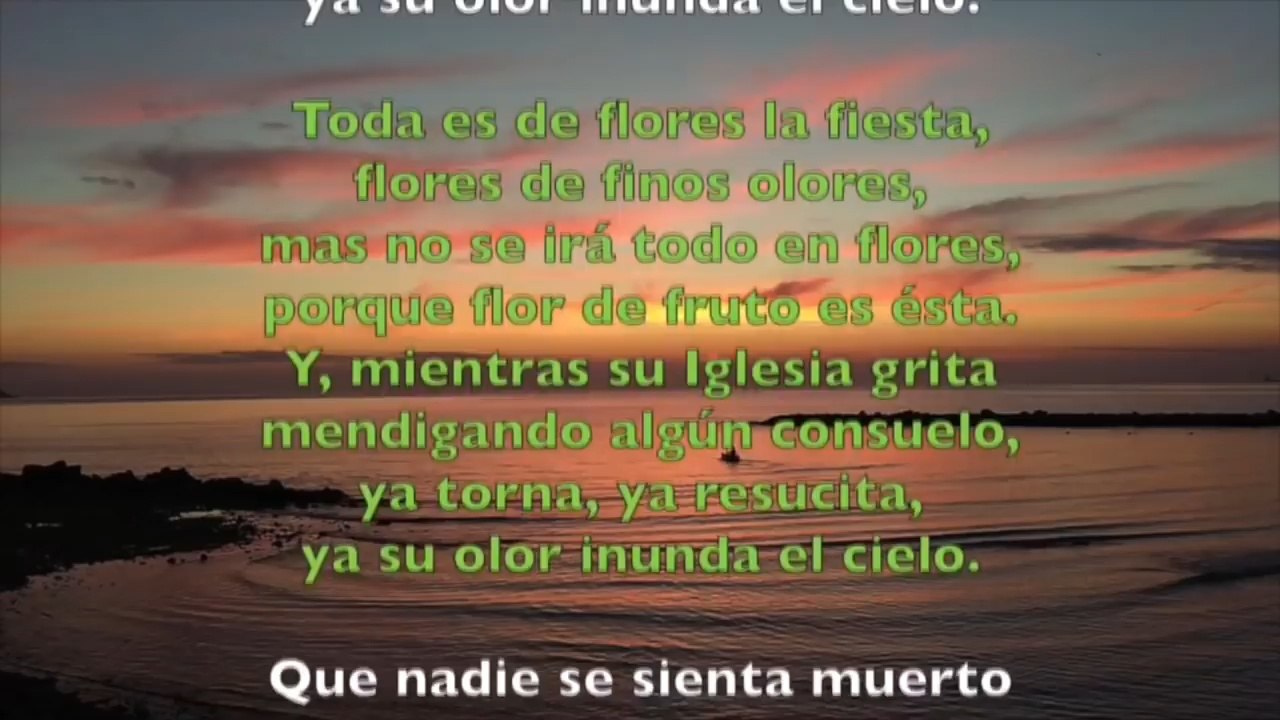 ya su olor inunda el cielo.
Toda es de flores la fiesta,
flores de finos olores,
mas no se irá todo en flores,
porque flor de fruto es ésta.
Y, mientras su Iglesia grita
mendigando algún consuelo,
ya torna, ya resucita,
ya su olor inunda el cielo.
Que nadie se sienta muerto